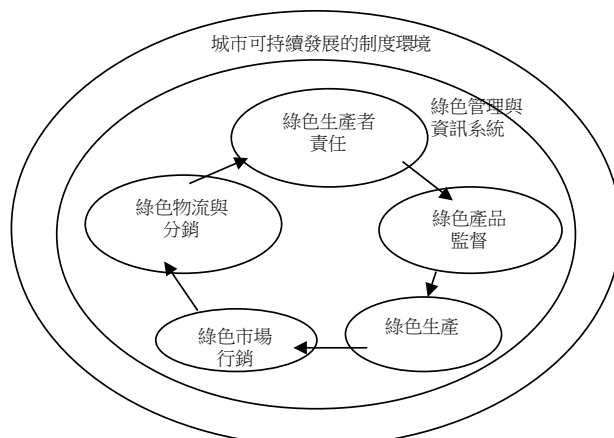 城市可持續發展的制度環境
綠色管理與
資訊系統
綠色生產者
責任
綠色物流與
分銷
綠色產品
監督
綠色市場
行銷
綠色生產